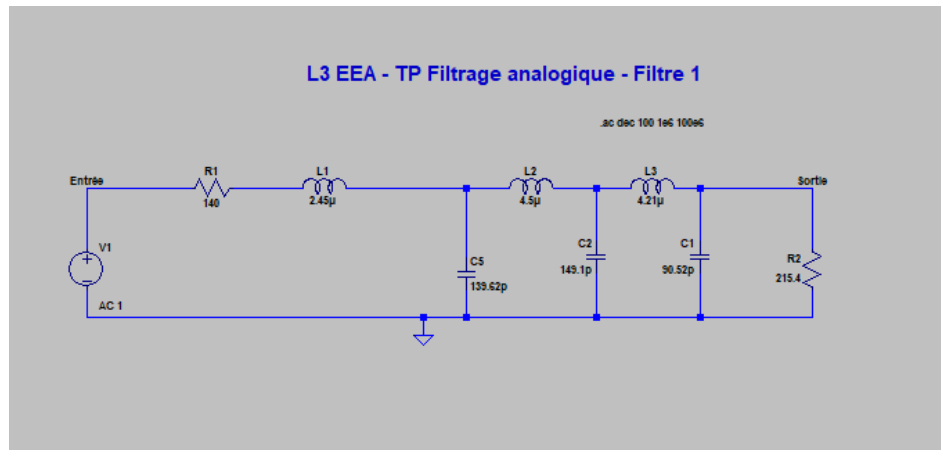 L3 EEA - TP Filtrage analogique - Filtre 1
.ac dec 100 1e6 100e6
Entrée
R1
140
L1
2.45µ
L2
4.5µ
L3
4.21µ
Sortie
V1
AC 1
C5
139.62p
C2
149.1p
C1
90.52p
R2
215.4